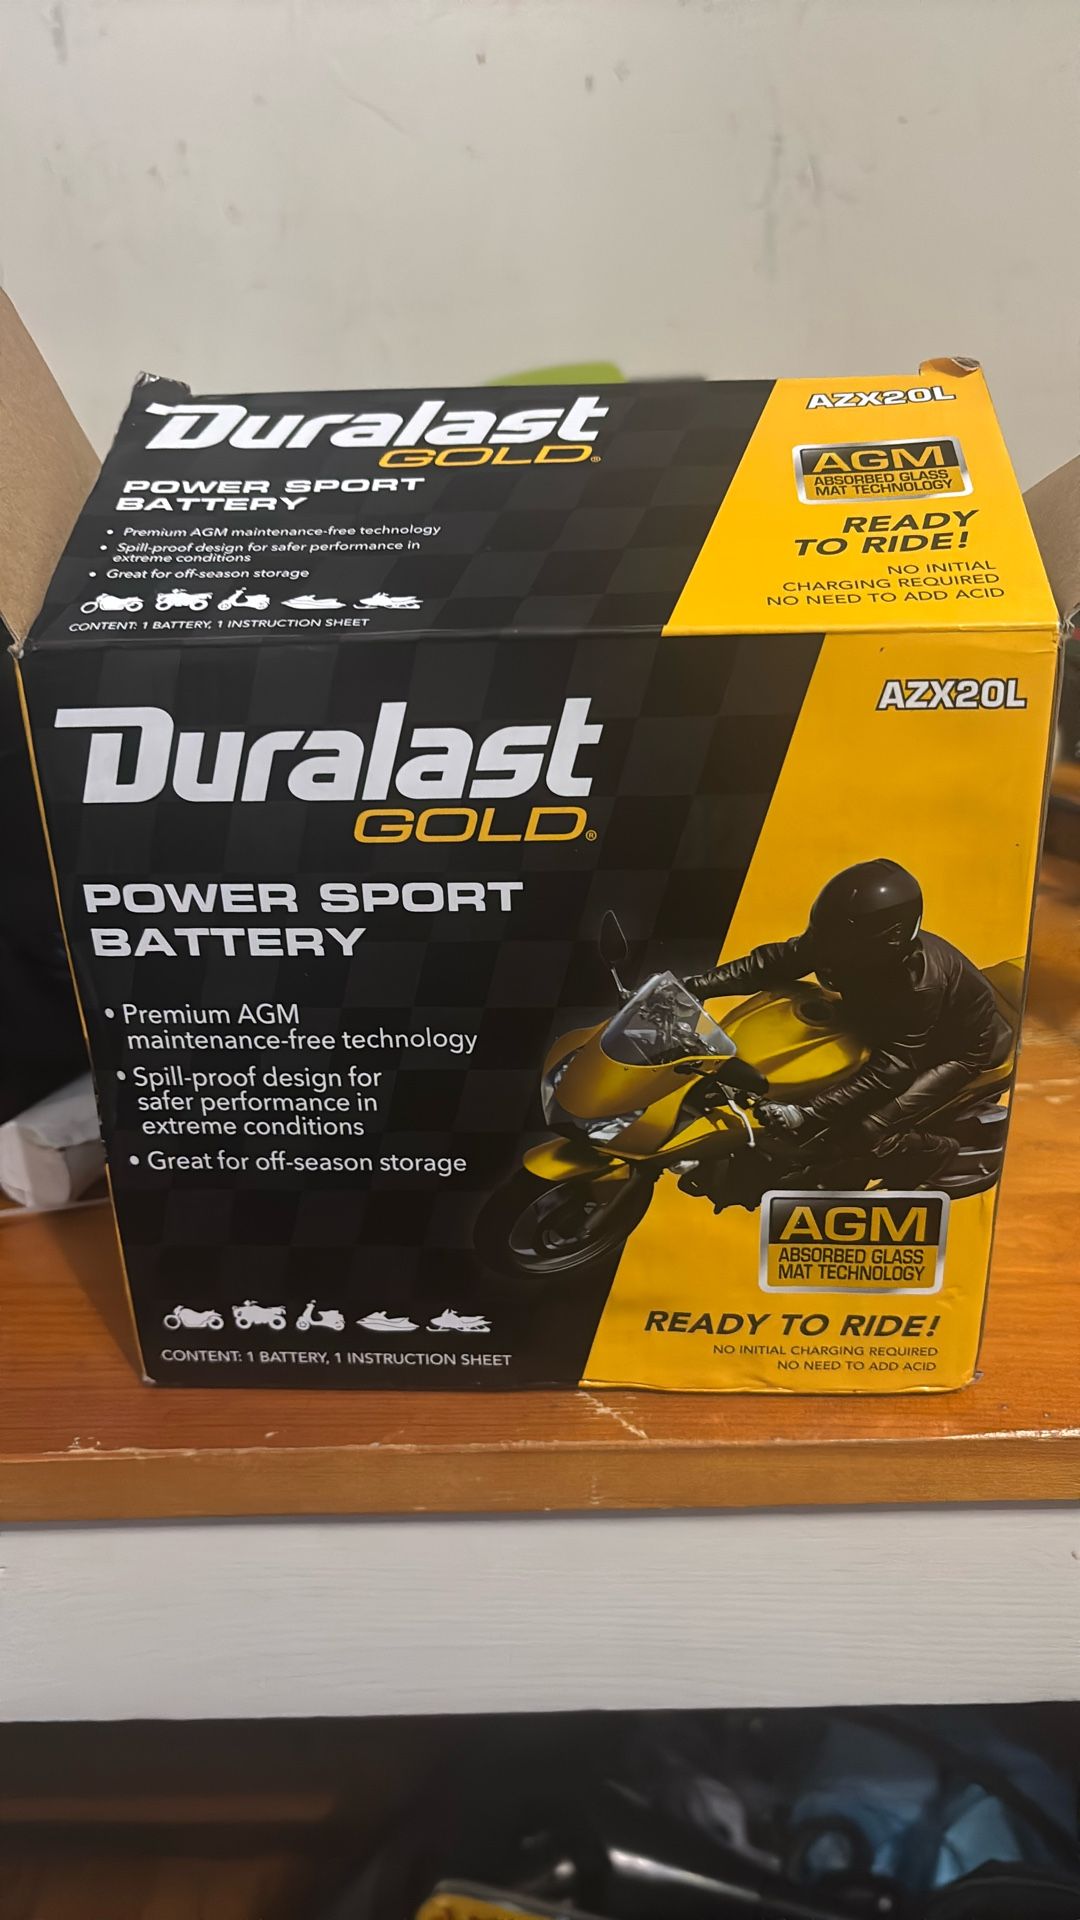 Duralast
GOLD®
POWER SPORT
BATTERY
• Premium AGM maintenance-free technology
• Spill-proof design for safer performance in
extreme conditions
• Great for off-season storage
CONTENT: 1 BATTERY, 1 INSTRUCTION SHEET
AZX20L
AGM
ABSORBED GLASS
MAT TECHNOLOGY
READY
TO RIDE!
NO INITIAL
CHARGING REQUIRED
NO NEED TO ADD ACID
AZX20L
Duralast
GOLD®
POWER SPORT
BATTERY
• Premium AGM
maintenance-free technology
• Spill-proof design for
safer performance in
extreme conditions
• Great for off-season storage
CONTENT: 1 BATTERY, 1 INSTRUCTION SHEET
AGM
ABSORBED GLASS
MAT TECHNOLOGY
READY TO RIDE!
NO INITIAL CHARGING REQUIRED
NO NEED TO ADD ACID